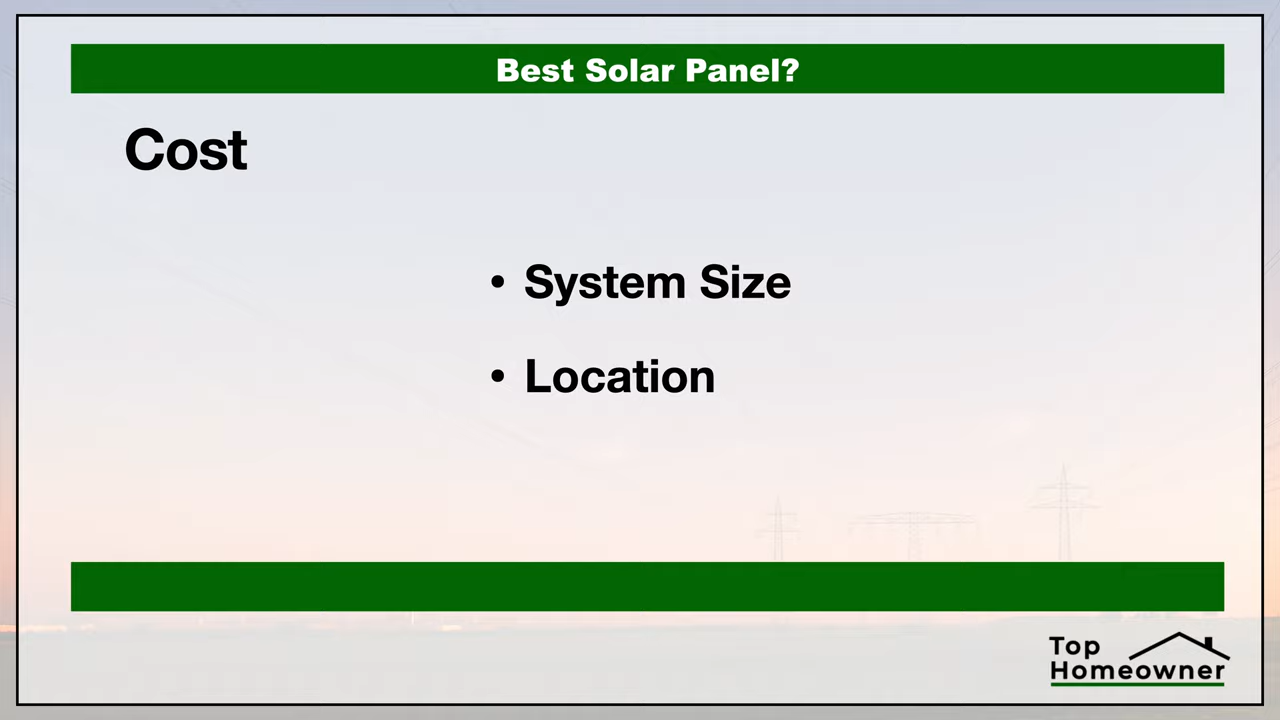 Best Solar Panel?
Cost
• System Size
• Location
Top
Homeowner